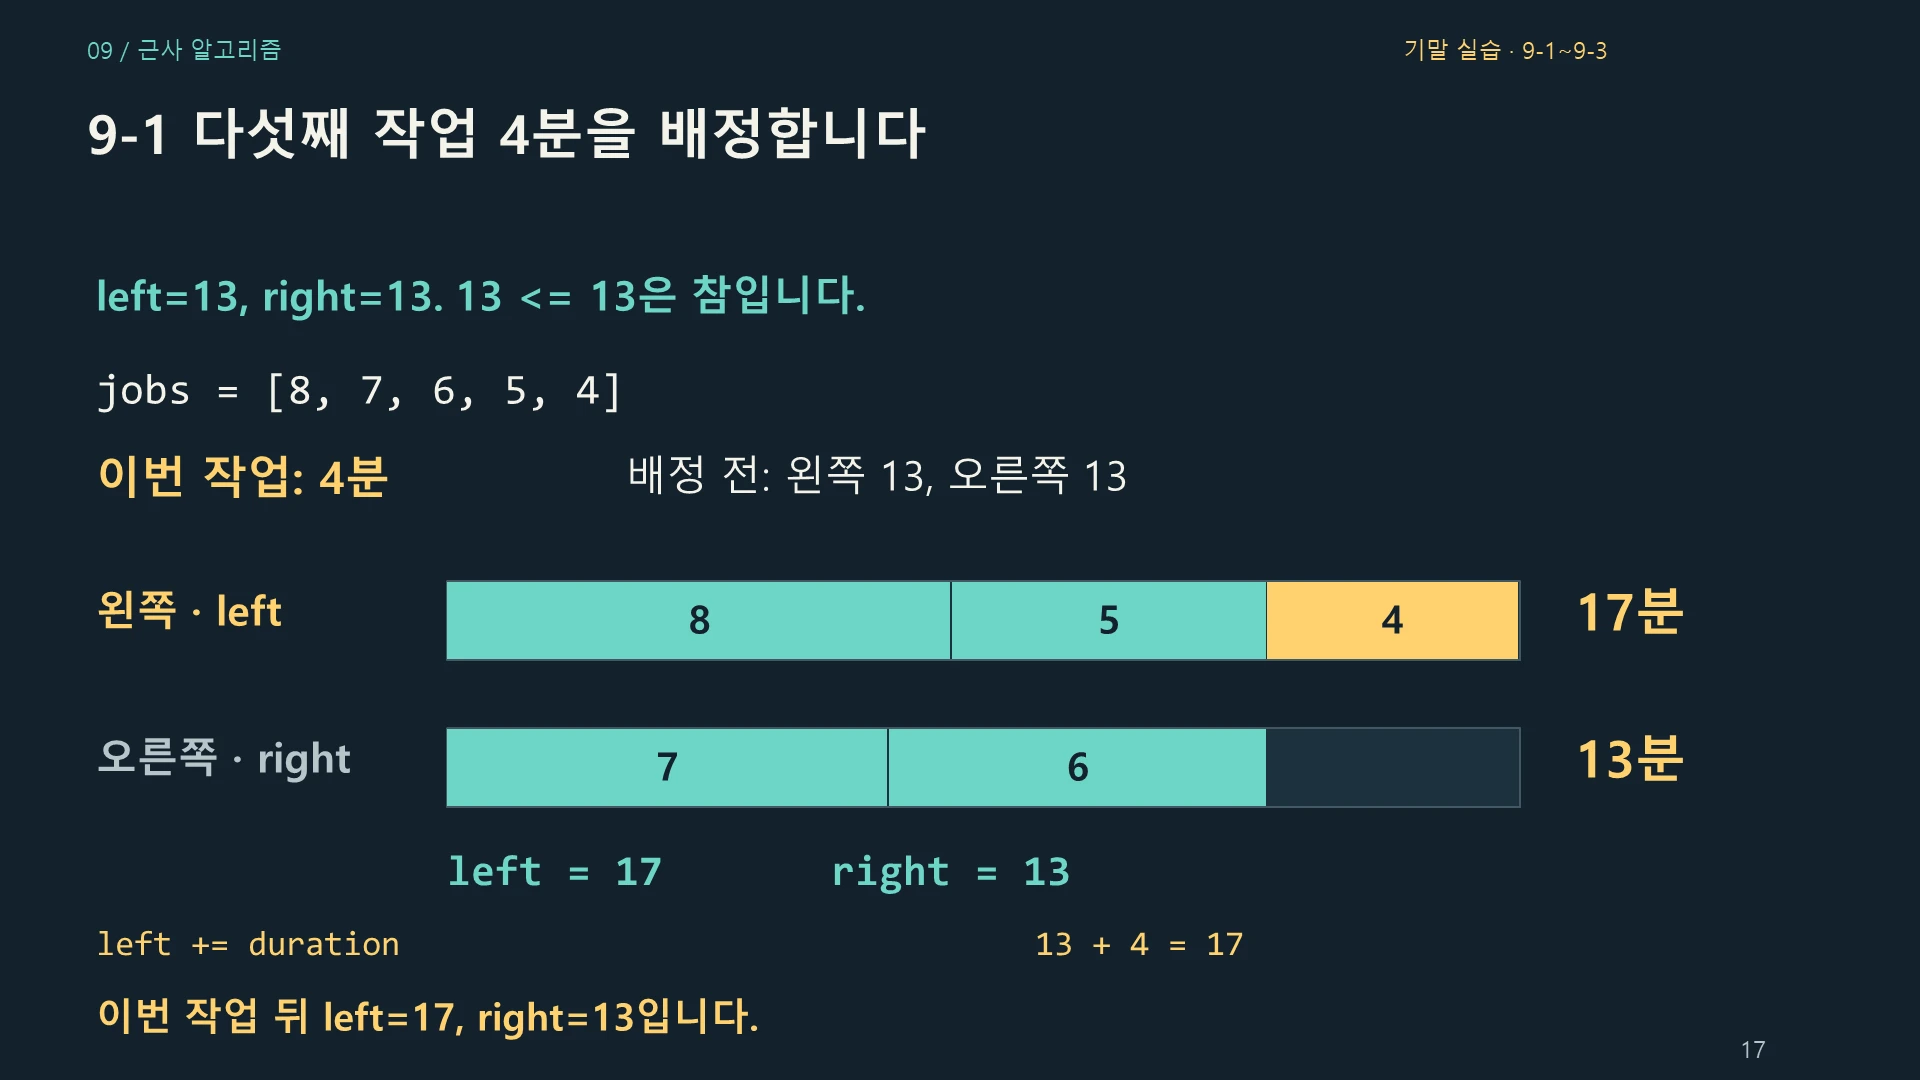 09 / 근사 알고리즘
기말 실습 · 9-1~9-3
9-1 다섯째 작업 4분을 배정합니다
left=13, right=13. 13 <= 13은 참입니다.
jobs = [8, 7, 6, 5, 4]
이번 작업: 4분
배정 전: 왼쪽 13, 오른쪽 13
왼쪽 · left
8
5
4
17분
오른쪽 · right
7
6
13분
left = 17
right = 13
left += duration
13 + 4 = 17
이번 작업 뒤 left=17, right=13입니다.
17